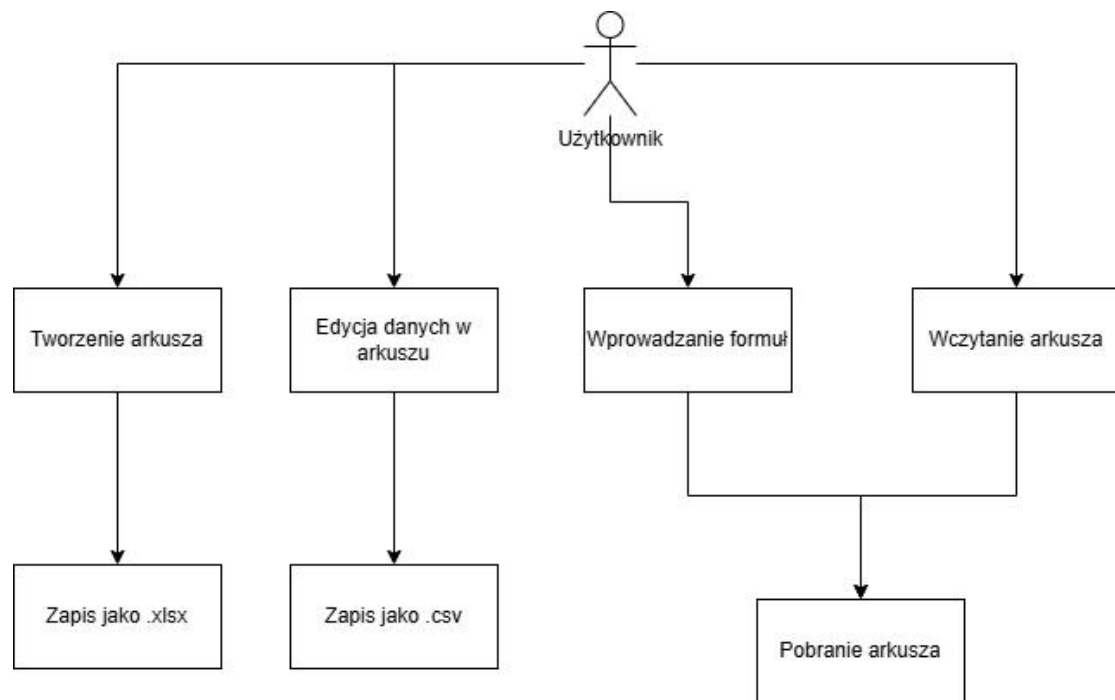 Użytkownik
Tworzenie arkusza
Edycja danych w
arkuszu
Wprowadzanie formuł
Wczytanie arkusza
Zapis jako .xlsx
Zapis jako .csv
Pobranie arkusza